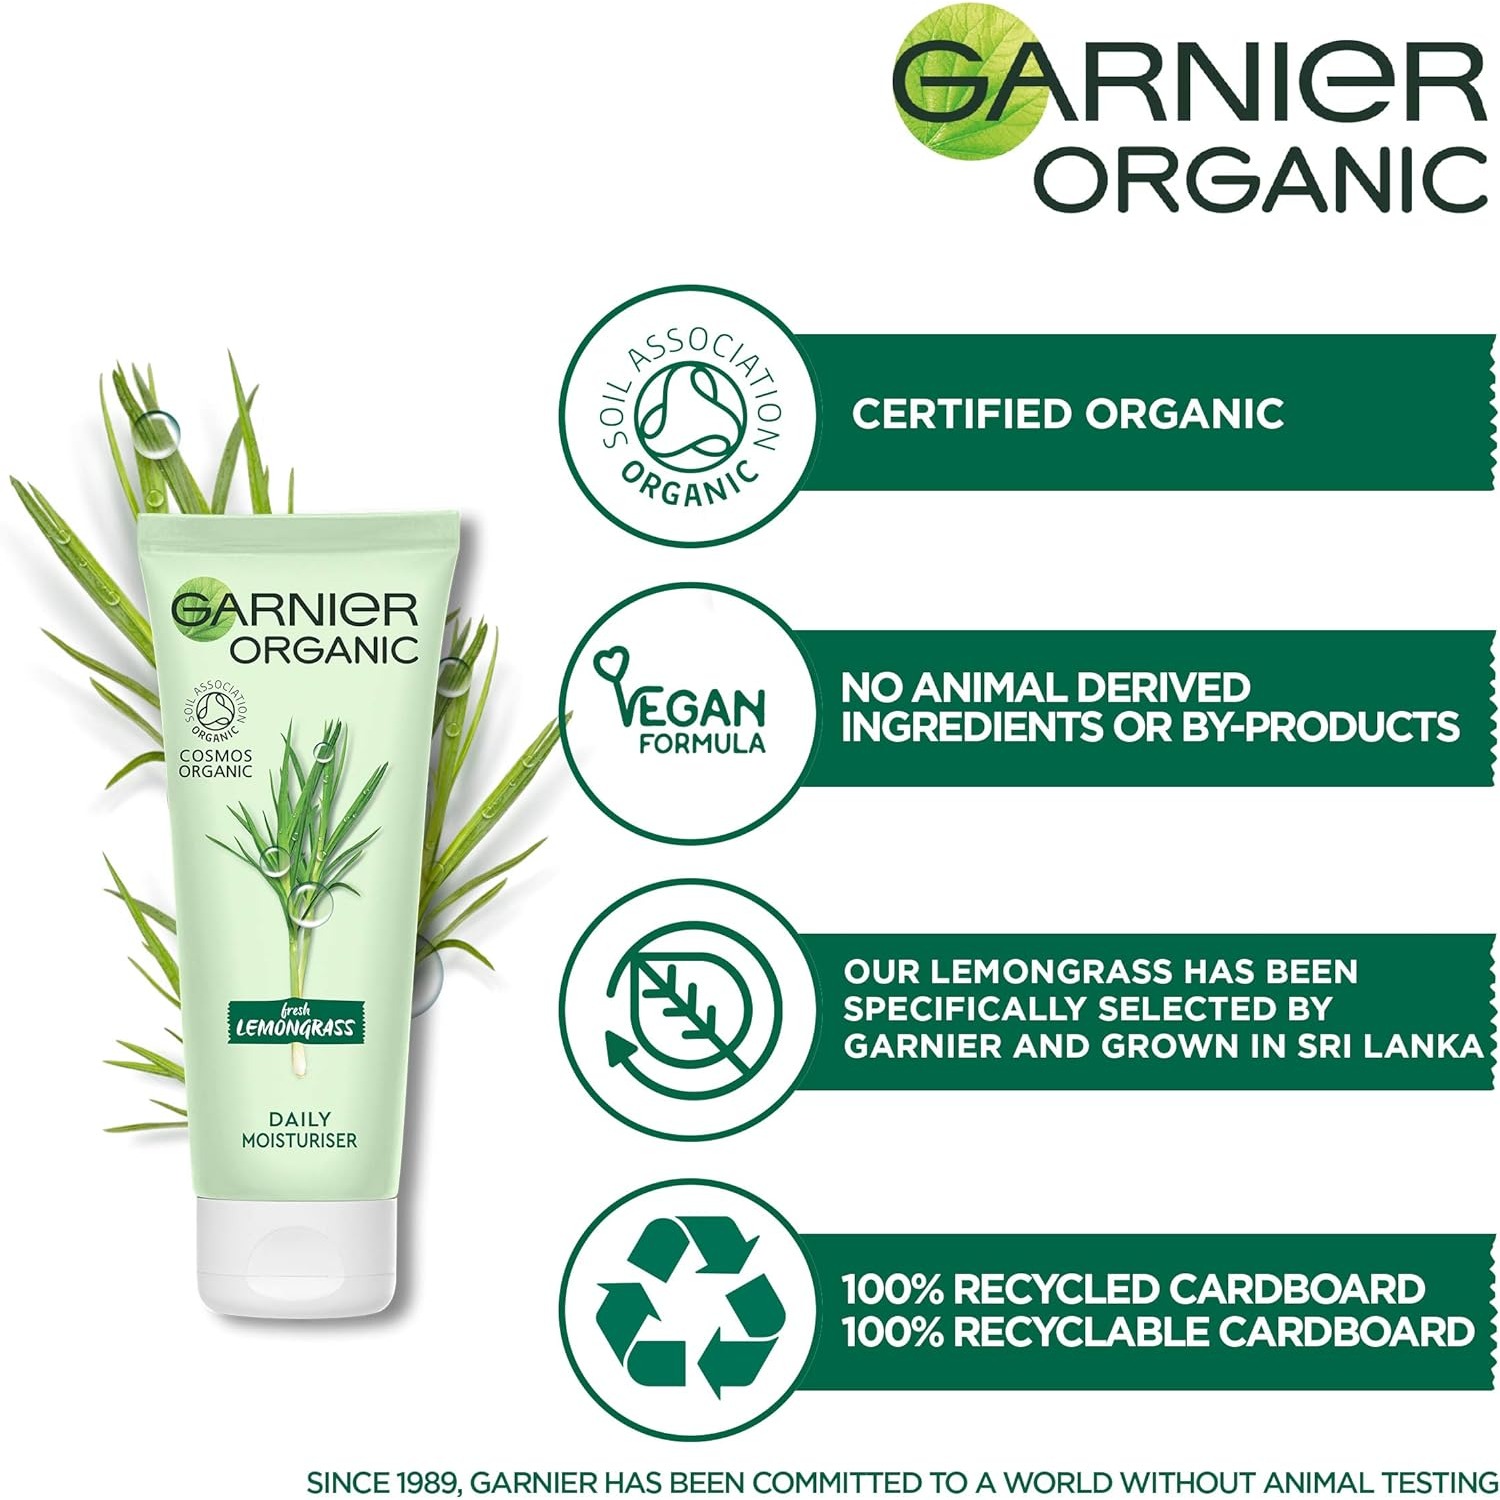 GARNIER
ORGANIC
SOIL ASSOCIATION
ORGANIC
CERTIFIED ORGANIC
VEGAN
FORMULA
NO ANIMAL DERIVED
INGREDIENTS OR BY-PRODUCTS
OUR LEMONGRASS HAS BEEN
SPECIFICALLY SELECTED BY
GARNIER AND GROWN IN SRI LANKA
100% RECYCLED CARDBOARD
100% RECYCLABLE CARDBOARD
GARNIER
ORGANIC
SOIL ASSOCIATION
ORGANIC
COSMOS
ORGANIC
fresh
LEMONGRASS
DAILY
MOISTURISER
SINCE 1989, GARNIER HAS BEEN COMMITTED TO A WORLD WITHOUT ANIMAL TESTING